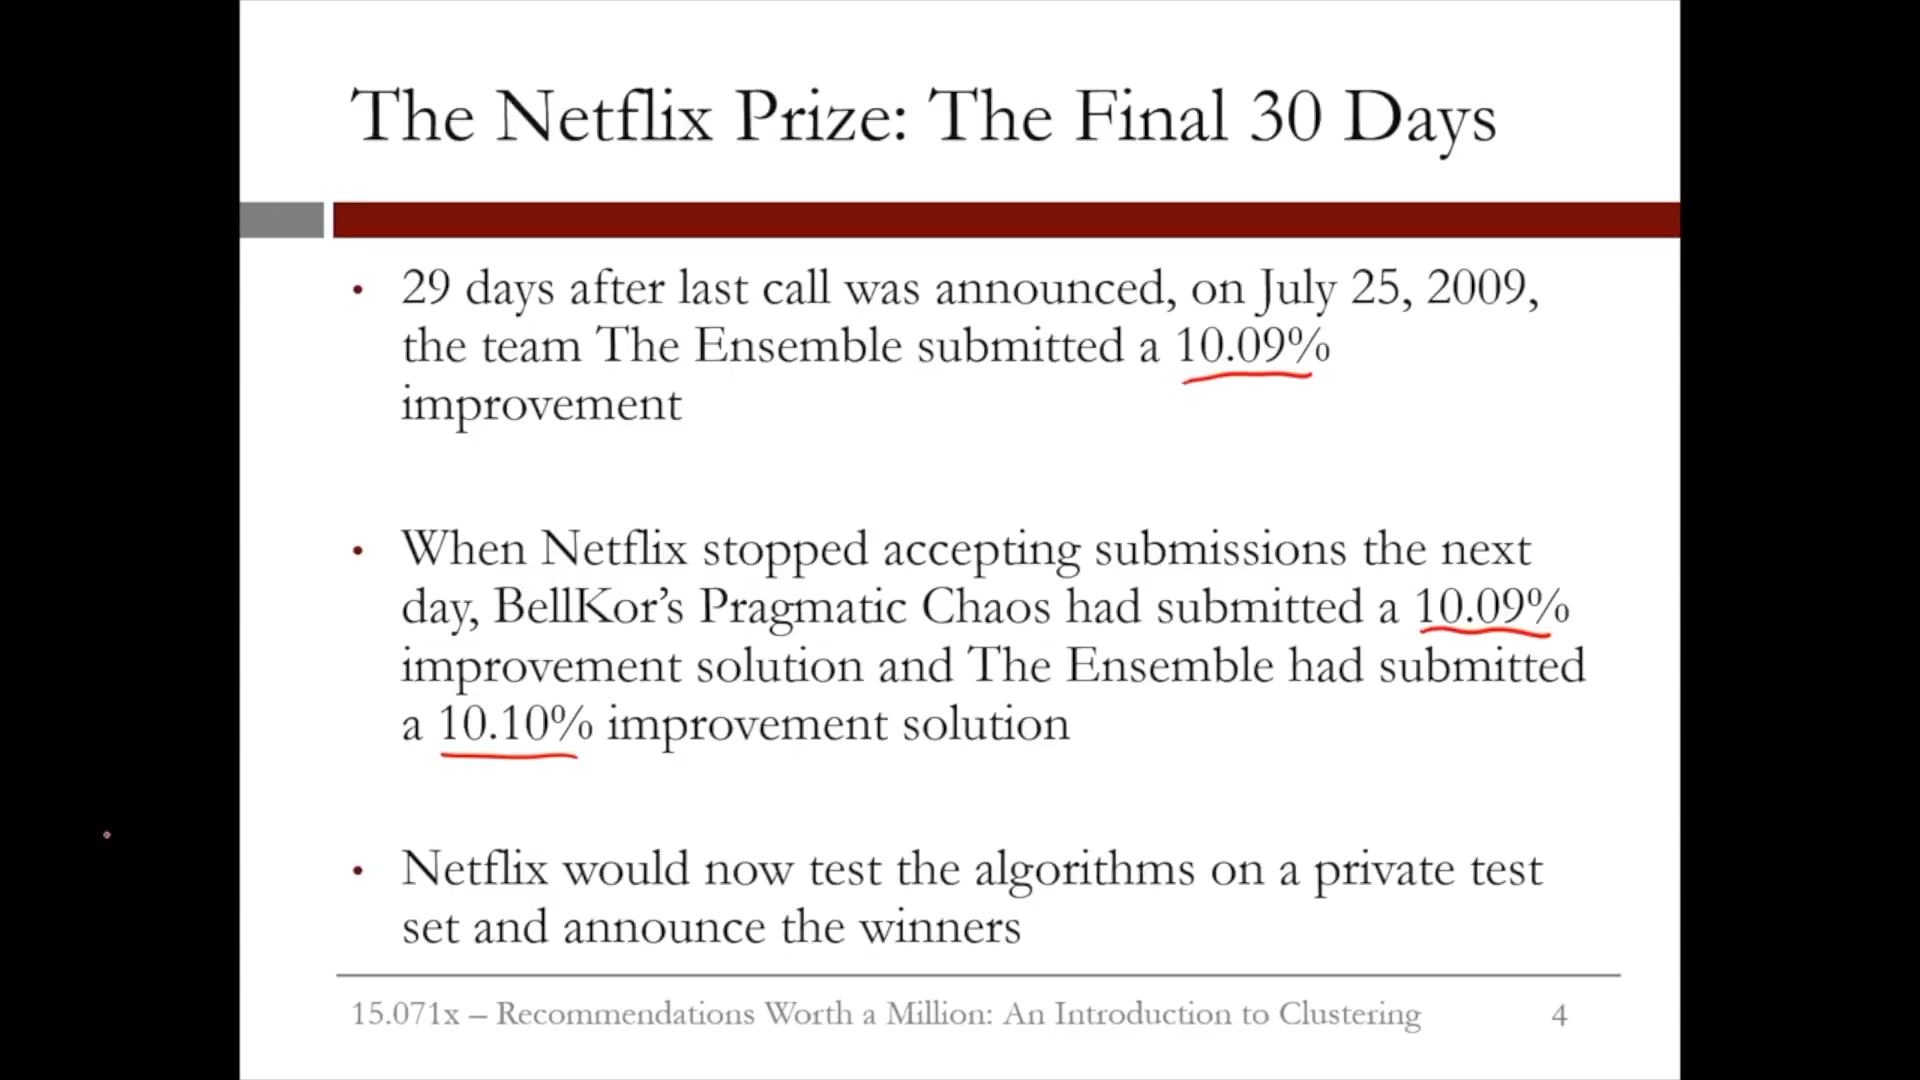 The Netflix Prize: The Final 30 Days
• 29 days after last call was announced, on July 25, 2009,
the team The Ensemble submitted a 10.09%
improvement
• When Netflix stopped accepting submissions the next
day, BellKor’s Pragmatic Chaos had submitted a 10.09%
improvement solution and The Ensemble had submitted
a 10.10% improvement solution
• Netflix would now test the algorithms on a private test
set and announce the winners
15.071x – Recommendations Worth a Million: An Introduction to Clustering 4